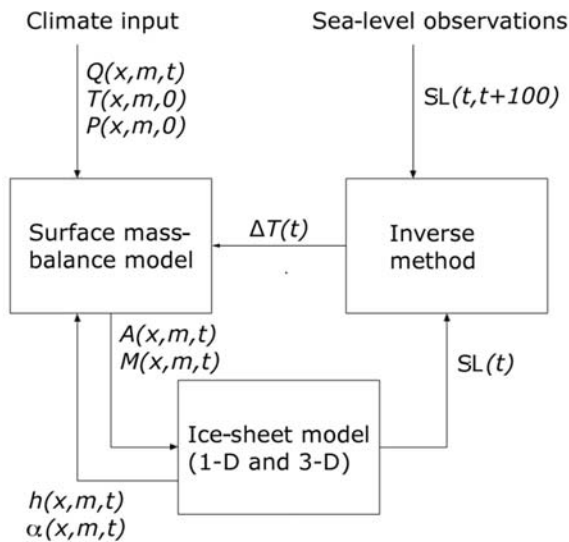 Climate input
Sea-level observations
Q(x,m,t)
T(x,m,0)
P(x,m,0)
SL(t,t+100)
Surface mass-
balance model
ΔT(t)
Inverse
method
A(x,m,t)
M(x,m,t)
SL(t)
Ice-sheet model
(1-D and 3-D)
h(x,m,t)
α(x,m,t)